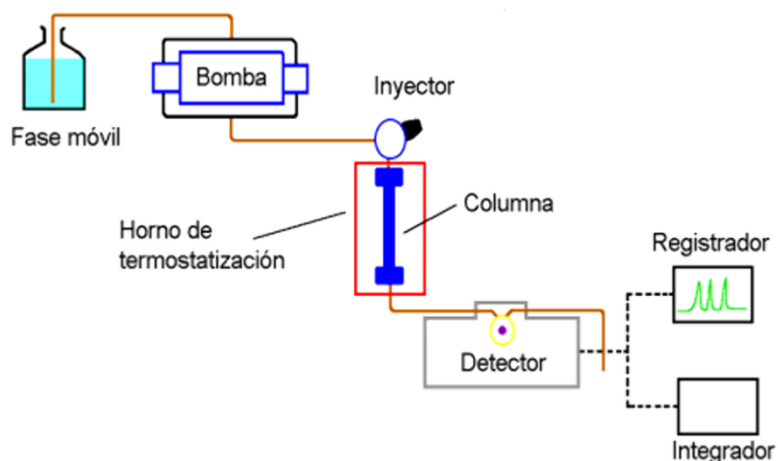 Bomba
Inyector
Fase móvil
Columna
Horno de
termostatización
Registrador
Detector
Integrador